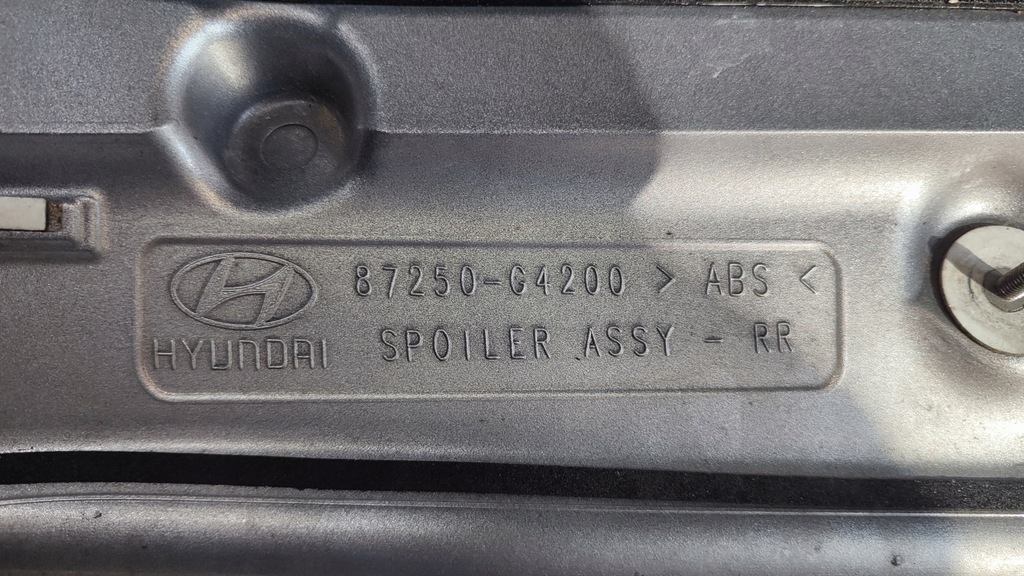 87250-G4200 > ABS <
HYUNDAI SPOILER ASSY - RR